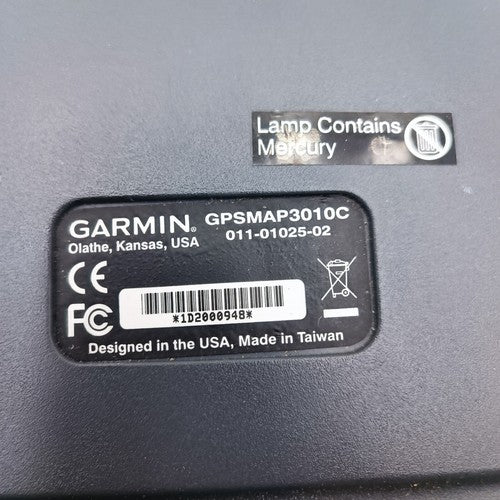 Lamp Contains
Mercury
GARMIN® GPSMAP3010C
Olathe, Kansas, USA 011-01025-02
CE
FC
*1D2000948*
Designed in the USA, Made in Taiwan